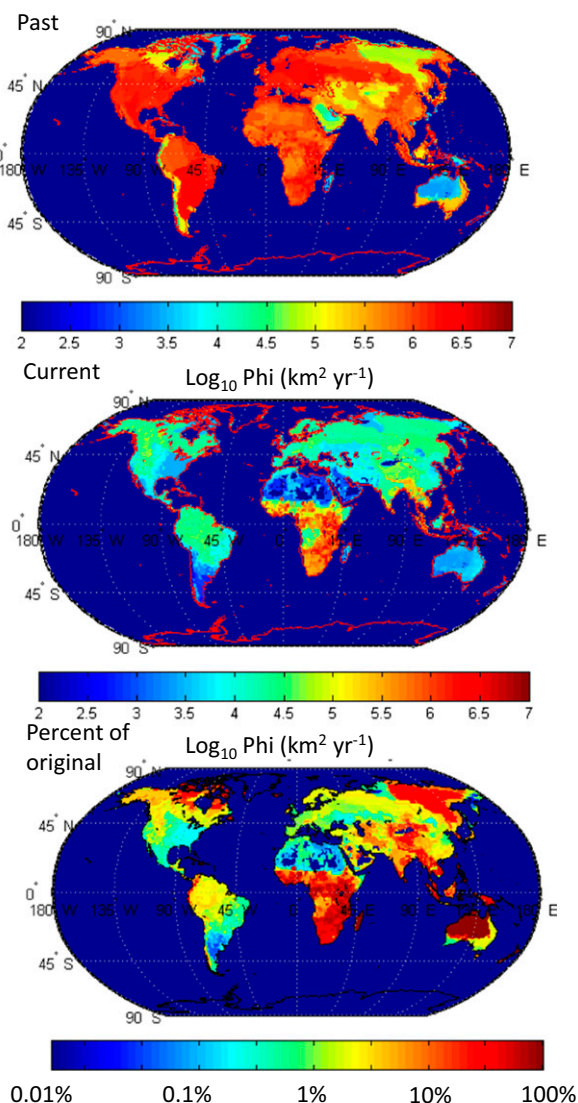 Past
90° N
45° N
0°
180° W 135 W 90 W 45 W 0 45 E 90 E 135 E 180 E
45° S
90 S
2 2.5 3 3.5 4 4.5 5 5.5 6 6.5 7
Current
Log10 Phi (km² yr⁻¹)
90° N
45° N
0°
180 W 135 W 90 W 45 W 0 45 E 90 E 135 E 180 E
45° S
90 S
2 2.5 3 3.5 4 4.5 5 5.5 6 6.5 7
Percent of
original
Log10 Phi (km² yr⁻¹)
90° N
45° N
0°
180 W 135 W 90 W 45 W 0 45 E 90 E 135 E 180 E
45° S
90 S
0.01% 0.1% 1% 10% 100%